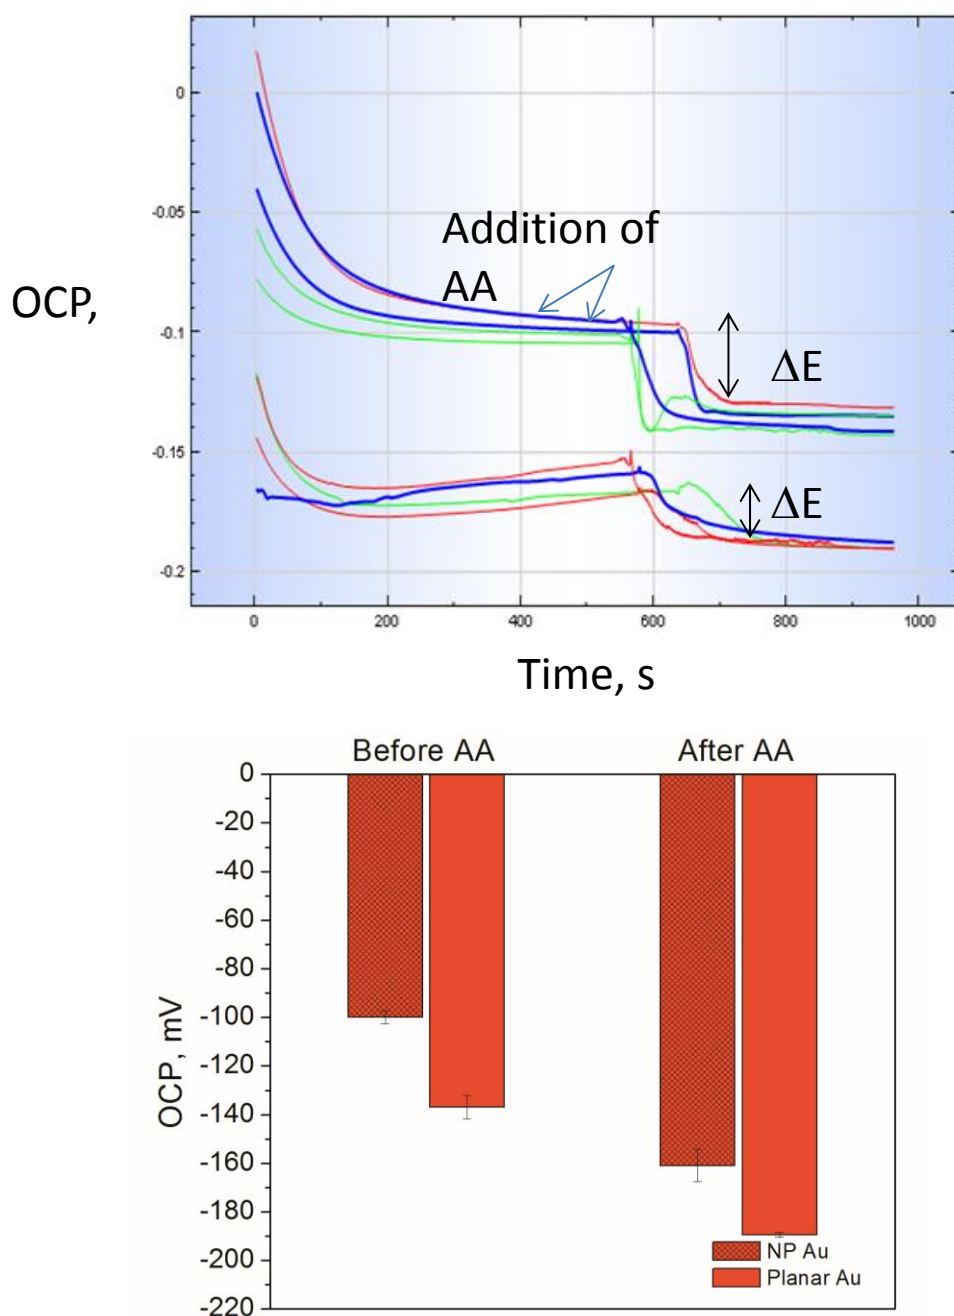 0
-0.05
Addition of
AA
OCP,
-0.1
ΔE
-0.15
ΔE
-0.2
0
200
400
600
800
1000
Time, s
Before AA
After AA
0
-20
-40
-60
-80
-100
-120
-140
-160
-180
-200
-220
OCP, mV
NP Au
Planar Au